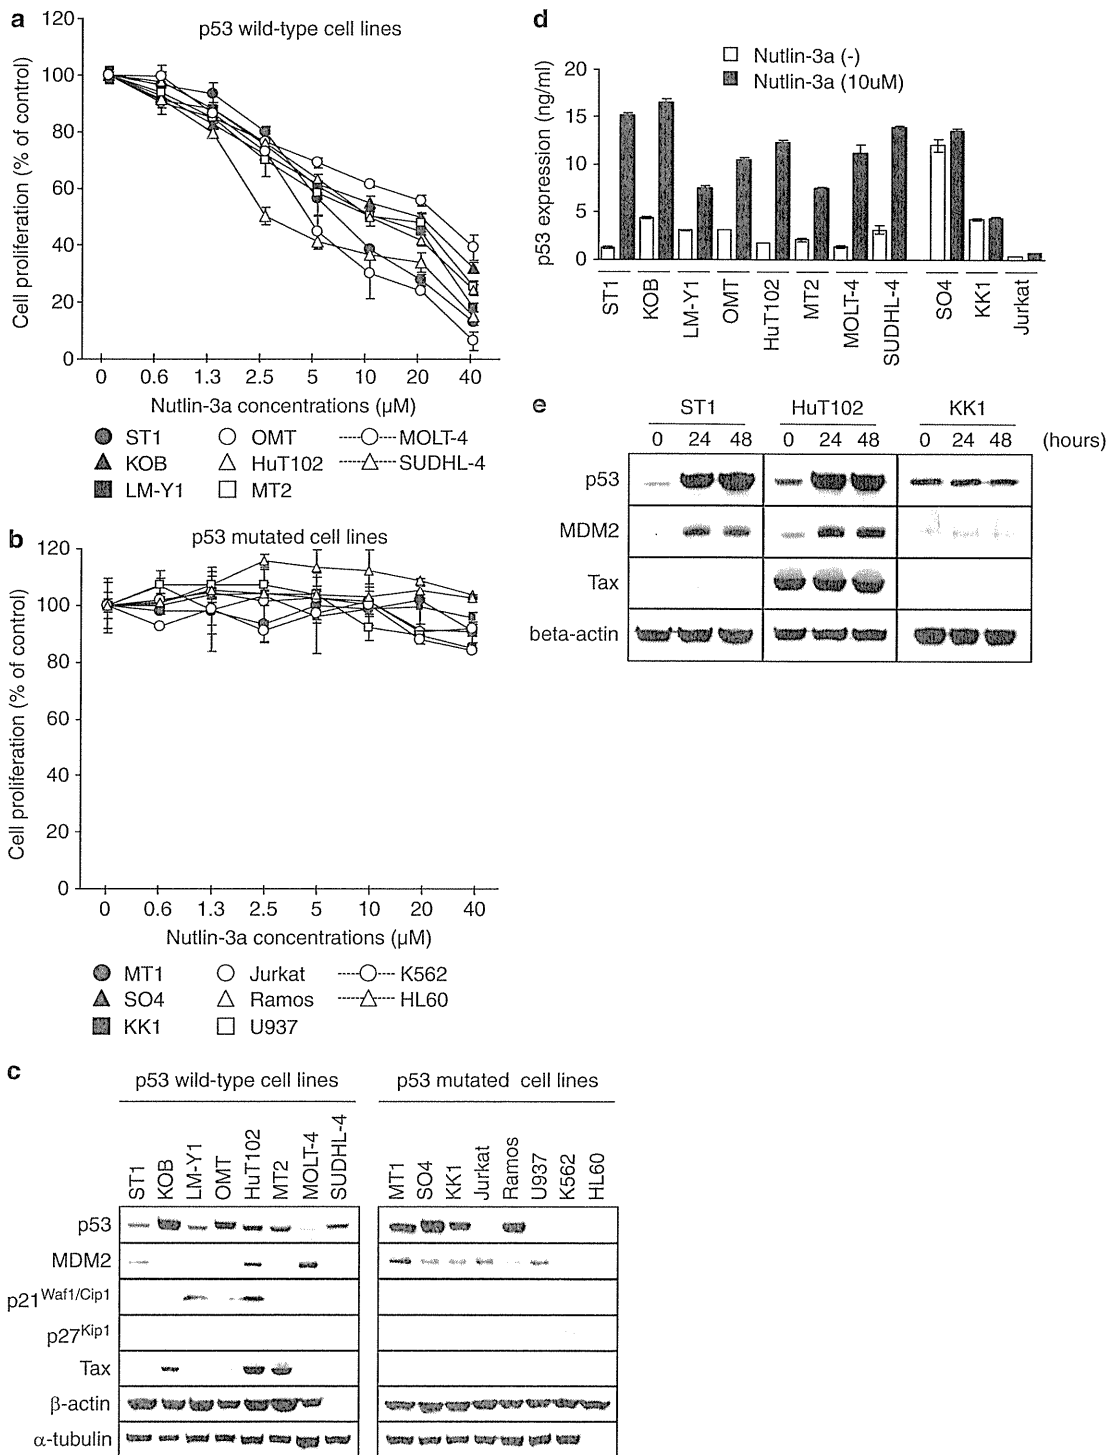 a
p53 wild-type cell lines
Cell proliferation (% of control)
120
100
80
60
40
20
0
0 0.6 1.3 2.5 5 10 20 40
Nutlin-3a concentrations (µM)
ST1 OMT MOLT-4
KOB HuT102 SUDHL-4
LM-Y1 MT2
b
p53 mutated cell lines
Cell proliferation (% of control)
120
100
80
60
40
20
0
0 0.6 1.3 2.5 5 10 20 40
Nutlin-3a concentrations (µM)
MT1 Jurkat K562
SO4 Ramos HL60
KK1 U937
c
p53 wild-type cell lines
p53 mutated cell lines
ST1 KOB LM-Y1 OMT HuT102 MT2 MOLT-4 SUDHL-4
MT1 SO4 KK1 Jurkat Ramos U937 K562 HL60
p53
MDM2
p21Waf1/Cip1
p27Kip1
Tax
β-actin
α-tubulin
d
Nutlin-3a (-)
Nutlin-3a (10uM)
p53 expression (ng/ml)
20
15
10
5
0
ST1 KOB LM-Y1 OMT HuT102 MT2 MOLT-4 SUDHL-4 SO4 KK1 Jurkat
e
ST1 HuT102 KK1
0 24 48 0 24 48 0 24 48 (hours)
p53
MDM2
Tax
beta-actin